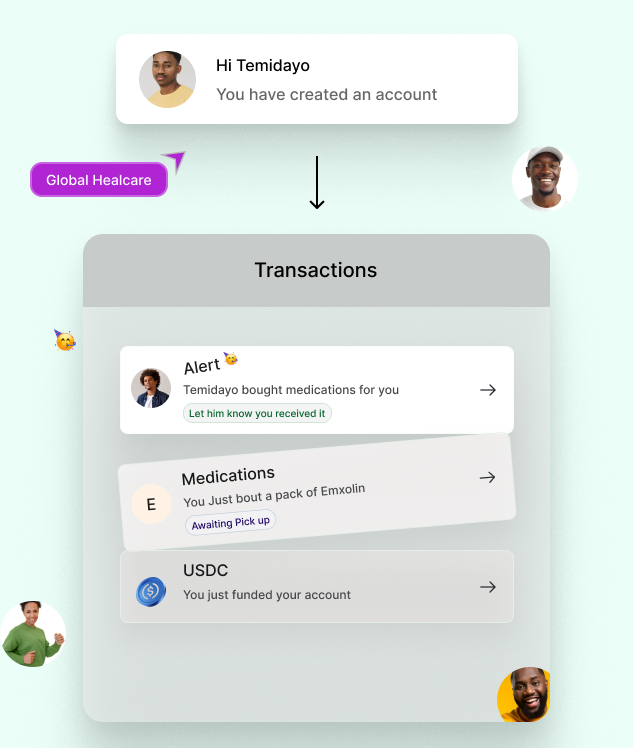 Hi Temidayo
You have created an account
Global Healcare
Transactions
Alert
Temidayo bought medications for you
Let him know you received it
E
Medications
You Just bout a pack of Emxolin
Awaiting Pick up
USDC
You just funded your account